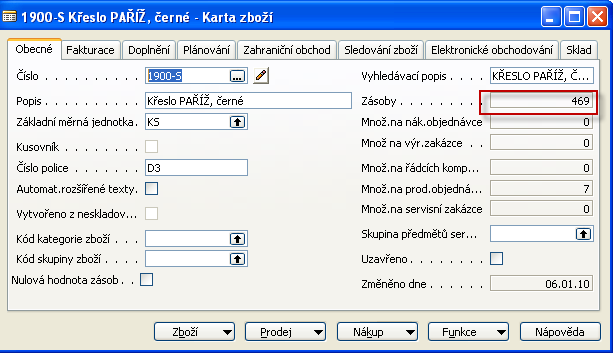 1900-S Křeslo PAŘÍŽ, černé - Karta zboží
Obecné Fakturace Doplnění Plánování Zahraniční obchod Sledování zboží Elektronické obchodování Sklad
Číslo . . . . . . . . . . 1900-S ...
Popis . . . . . . . . . . Křeslo PAŘÍŽ, černé
Základní měrná jednotka. KS
Kusovník . . . . . . . .
Číslo police . . . . . . . D3
Automat.rozšířené texty.
Vytvořeno z neskladov...
Kód kategorie zboží . . . .
Kód skupiny zboží . . . . .
Nulová hodnota zásob . .
Vyhledávací popis . . . . KŘESLO PAŘÍŽ, Č...
Zásoby . . . . . . . . . 469
Množ.na nák.objednávce 0
Množ.na výr.zakázce . . 0
Množ.na řádcích komp... 0
Množ.na prod.objedná... 7
Množ.na servisní zakázce 0
Skupina předmětů ser...
Uzavřeno . . . . . . . .
Změněno dne . . . . . . 06.01.10
Zboží Prodej Nákup Funkce Nápověda